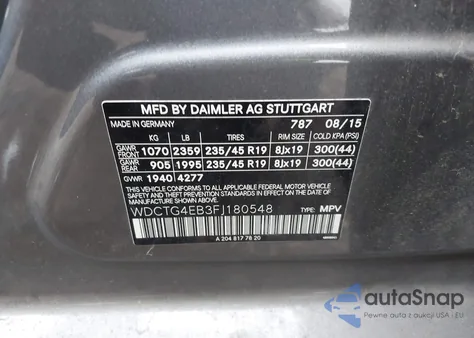 MFD BY DAIMLER AG STUTTGART
MADE IN GERMANY 787 08/15
KG LB TIRES RIM SIZE COLD KPA (PSI)
GAWR FRONT 1070 2359 235/45 R19 8Jx19 300(44)
GAWR REAR 905 1995 235/45 R19 8Jx19 300(44)
GVWR 1940 4277
THIS VEHICLE CONFORMS TO ALL APPLICABLE FEDERAL MOTOR VEHICLE
SAFETY, BUMPER, AND THEFT PREVENTION STANDARDS IN EFFECT ON THE
DATE OF MANUFACTURE SHOWN ABOVE.
WDCTG4EB3FJ180548 TYPE: MPV
A 204 817 78 20
autoSnap
Pewne auta z aukcji USA i EU